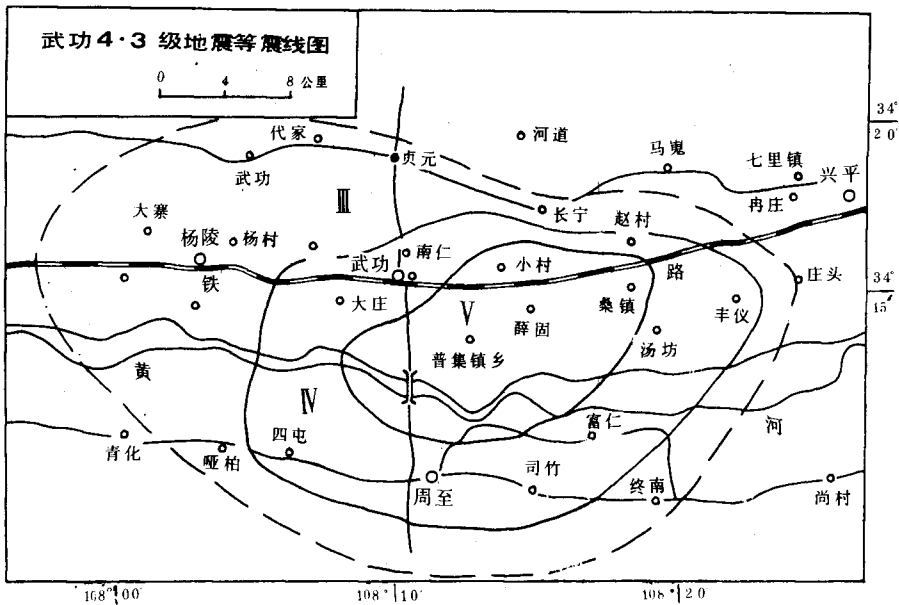 武功4·3级地震等震线图
0 4 8 公里
34°
20′
代家
河道
贞元
武功
马嵬
七里镇
兴平
Ⅲ
冉庄
大寨
长宁
赵村
杨陵
杨村
南仁
武功
小村
路
庄头
铁
34°
15′
大庄
Ⅴ
薛固
桑镇
丰仪
汤坊
普集镇乡
黄
Ⅳ
富仁
河
四屯
青化
哑柏
司竹
周至
终南
尚村
108°00′
108°10′
108°20′